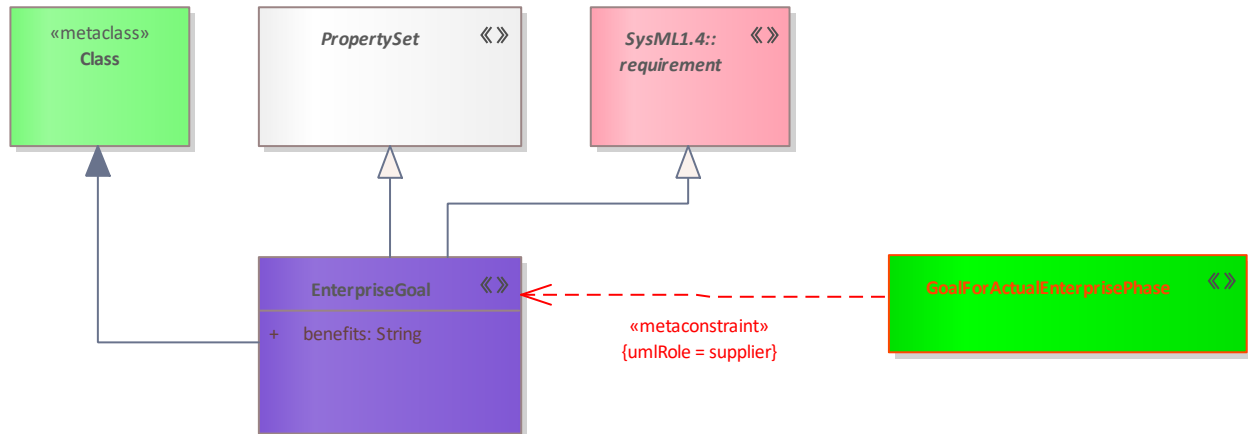 «metaclass»
Class
PropertySet
«»
SysML1.4::
requirement
«»
EnterpriseGoal
«»
+ benefits: String
«metaconstraint»
{umlRole = supplier}
GoalForActualEnterprisePhase
«»